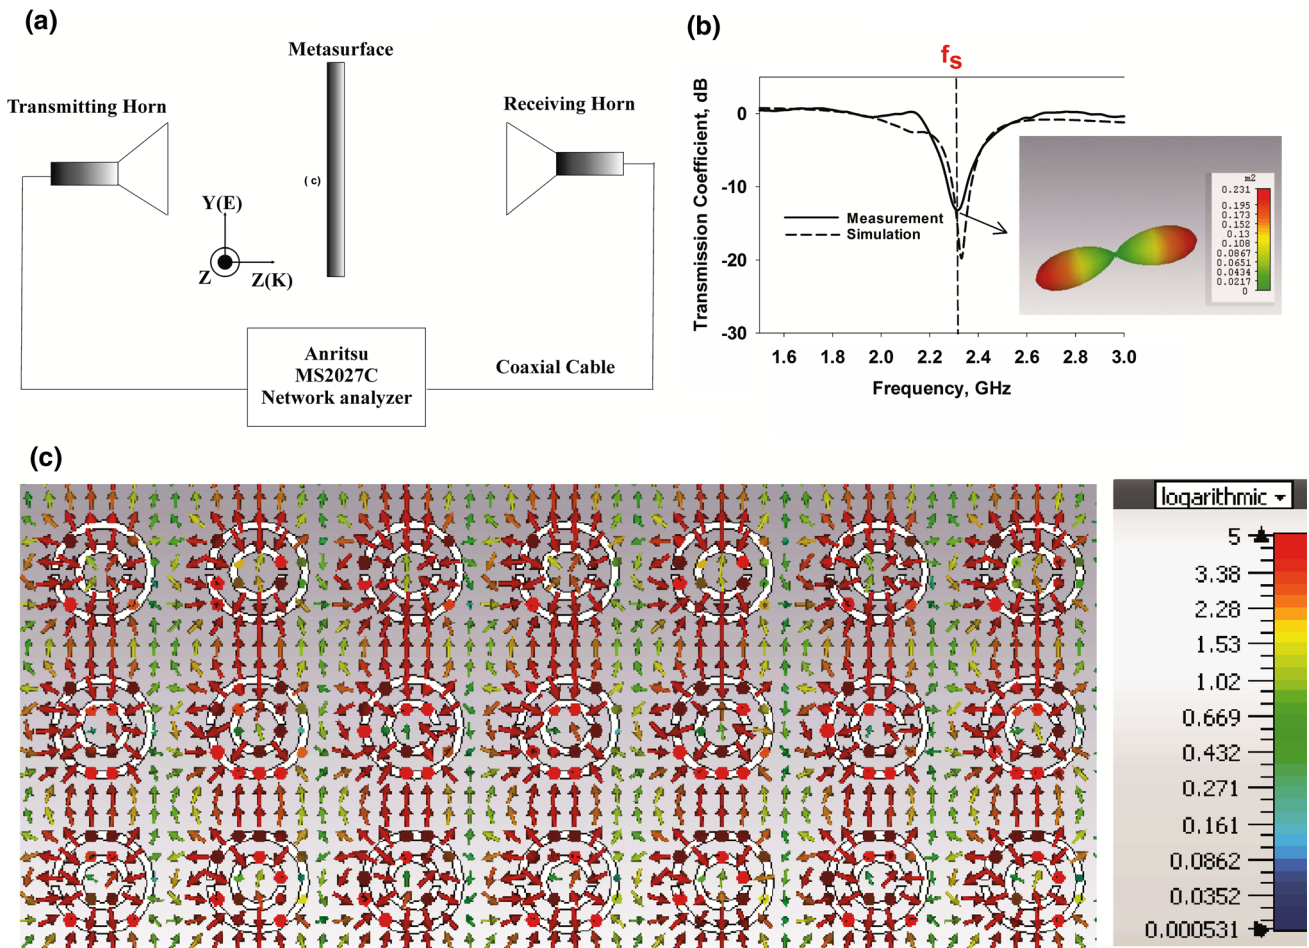 (a)
Metasurface
Transmitting Horn
Receiving Horn
(c)
Y(E)
Z
Z(K)
Anritsu
MS2027C
Network analyzer
Coaxial Cable
(b)
fs
Transmission Coefficient, dB
0
-10
-20
-30
Measurement
Simulation
m2
0.231
0.195
0.173
0.152
0.13
0.108
0.0867
0.0651
0.0434
0.0217
0
1.6 2.0 2.2 2.4 2.6 2.8 3.0
Frequency, GHz
(c)
logarithmic
5
3.38
2.28
1.53
1.02
0.669
0.432
0.271
0.161
0.0862
0.0352
0.000531